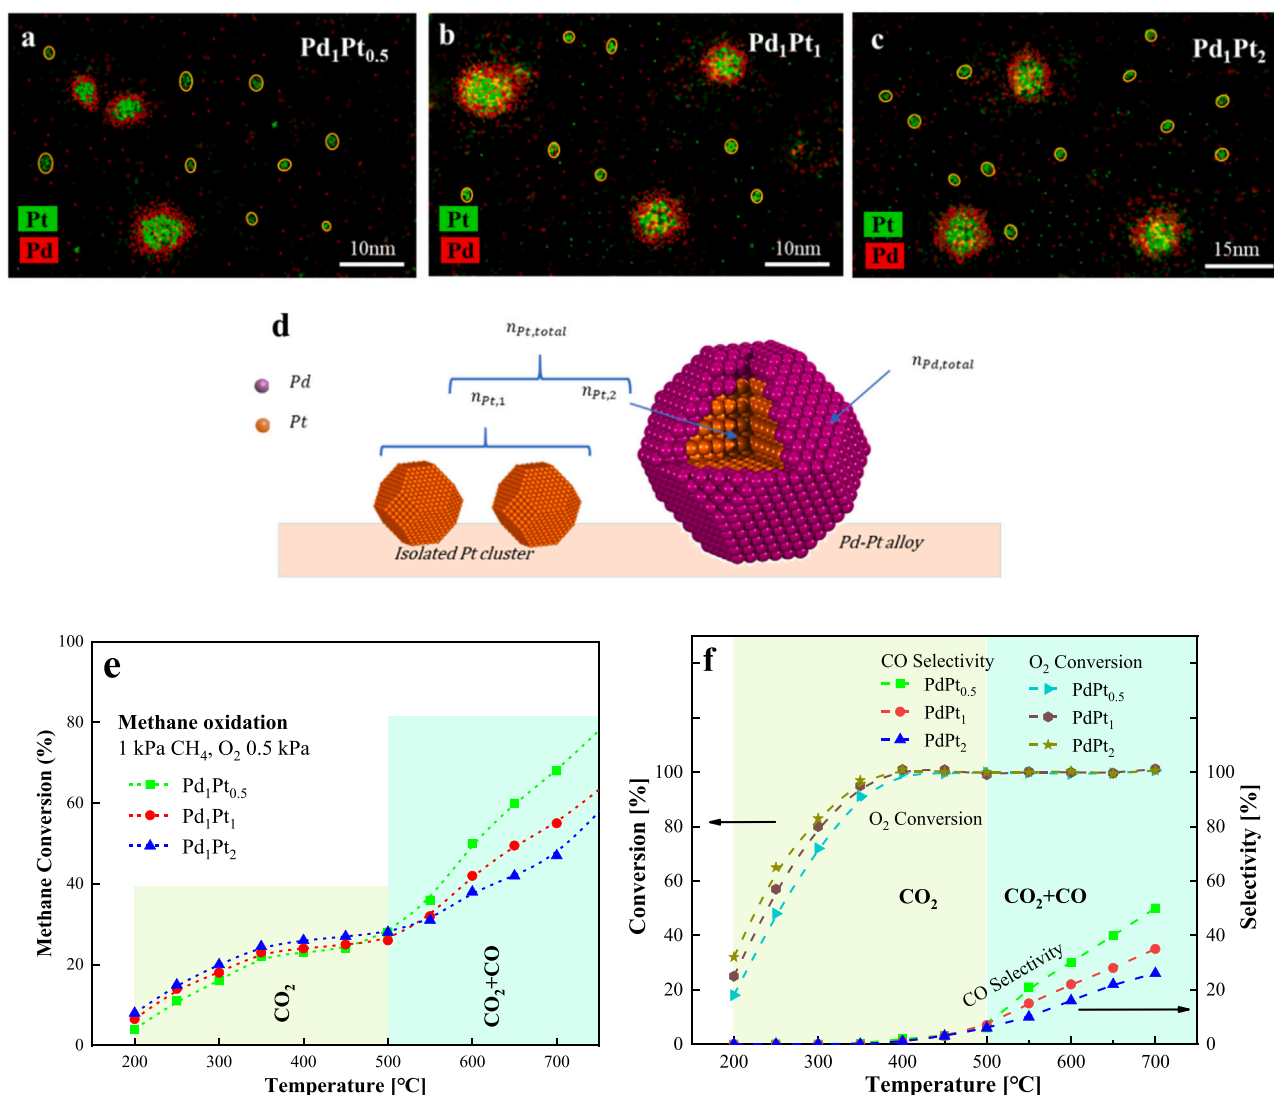 a
Pd1Pt0.5
Pt
Pd
10nm
b
Pd1Pt1
Pt
Pd
10nm
c
Pd1Pt2
Pt
Pd
15nm
d
Pd
Pt
nPt,total
nPt,1
nPt,2
nPd,total
Isolated Pt cluster
Pd-Pt alloy
e
Methane oxidation
1 kPa CH4, O2 0.5 kPa
Pd1Pt0.5
Pd1Pt1
Pd1Pt2
CO2
CO2+CO
Methane Conversion (%)
100
80
60
40
20
0
200
300
400
500
600
700
Temperature [°C]
f
CO Selectivity
PdPt0.5
PdPt1
PdPt2
O2 Conversion
PdPt0.5
PdPt1
PdPt2
O2 Conversion
CO2
CO2+CO
CO Selectivity
Conversion [%]
100
80
60
40
20
0
Selectivity [%]
100
80
60
40
20
0
200
300
400
500
600
700
Temperature [°C]